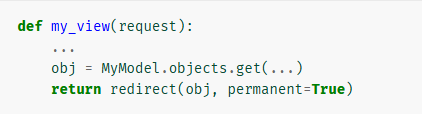 def my_view(request):
    ...
    obj = MyModel.objects.get(...)
    return redirect(obj, permanent=True)